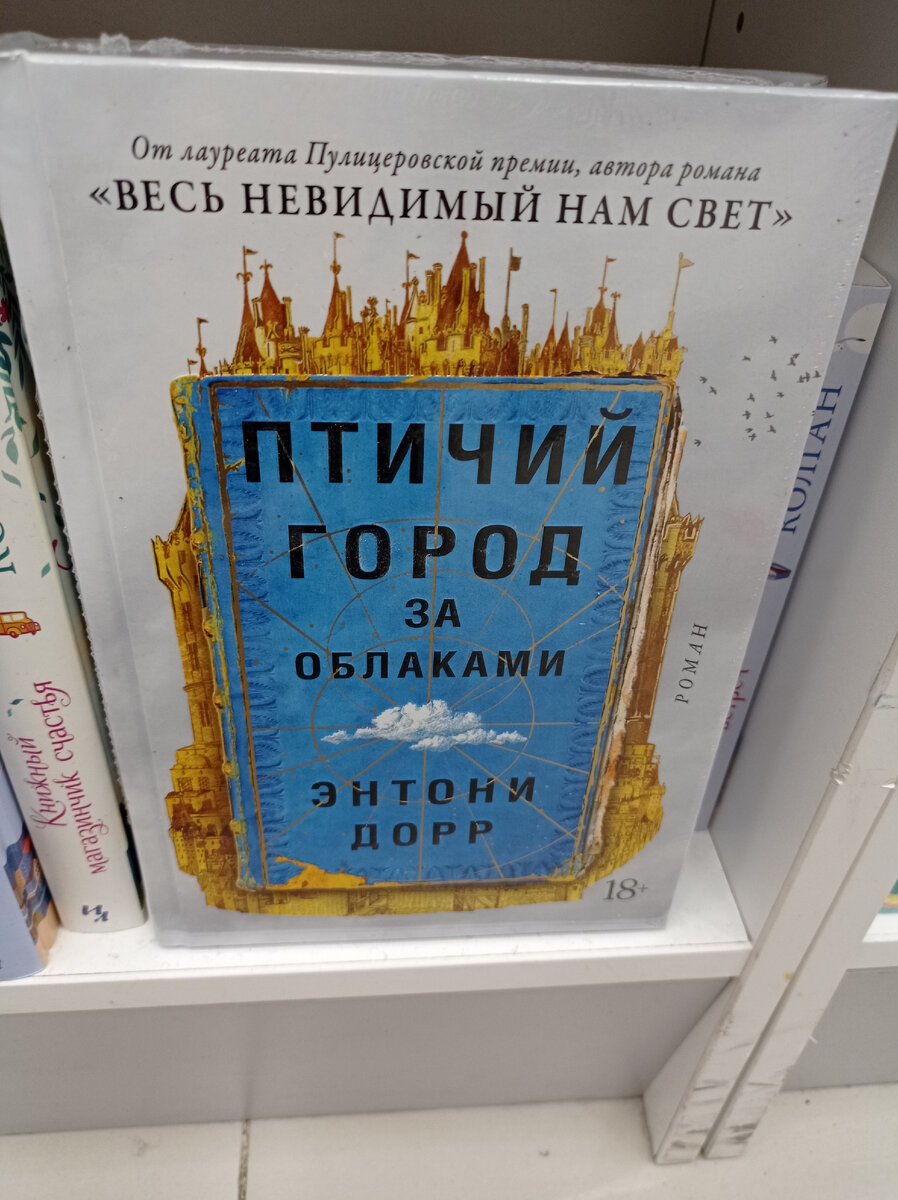 От лауреата Пулицеровской премии, автора романа
«ВЕСЬ НЕВИДИМЫЙ НАМ СВЕТ»
ПТИЧИЙ
ГОРОД
ЗА
ОБЛАКАМИ
ЭНТОНИ
ДОРР
РОМАН
18+
Книжный
магазинчик счастья
КОЛГАН